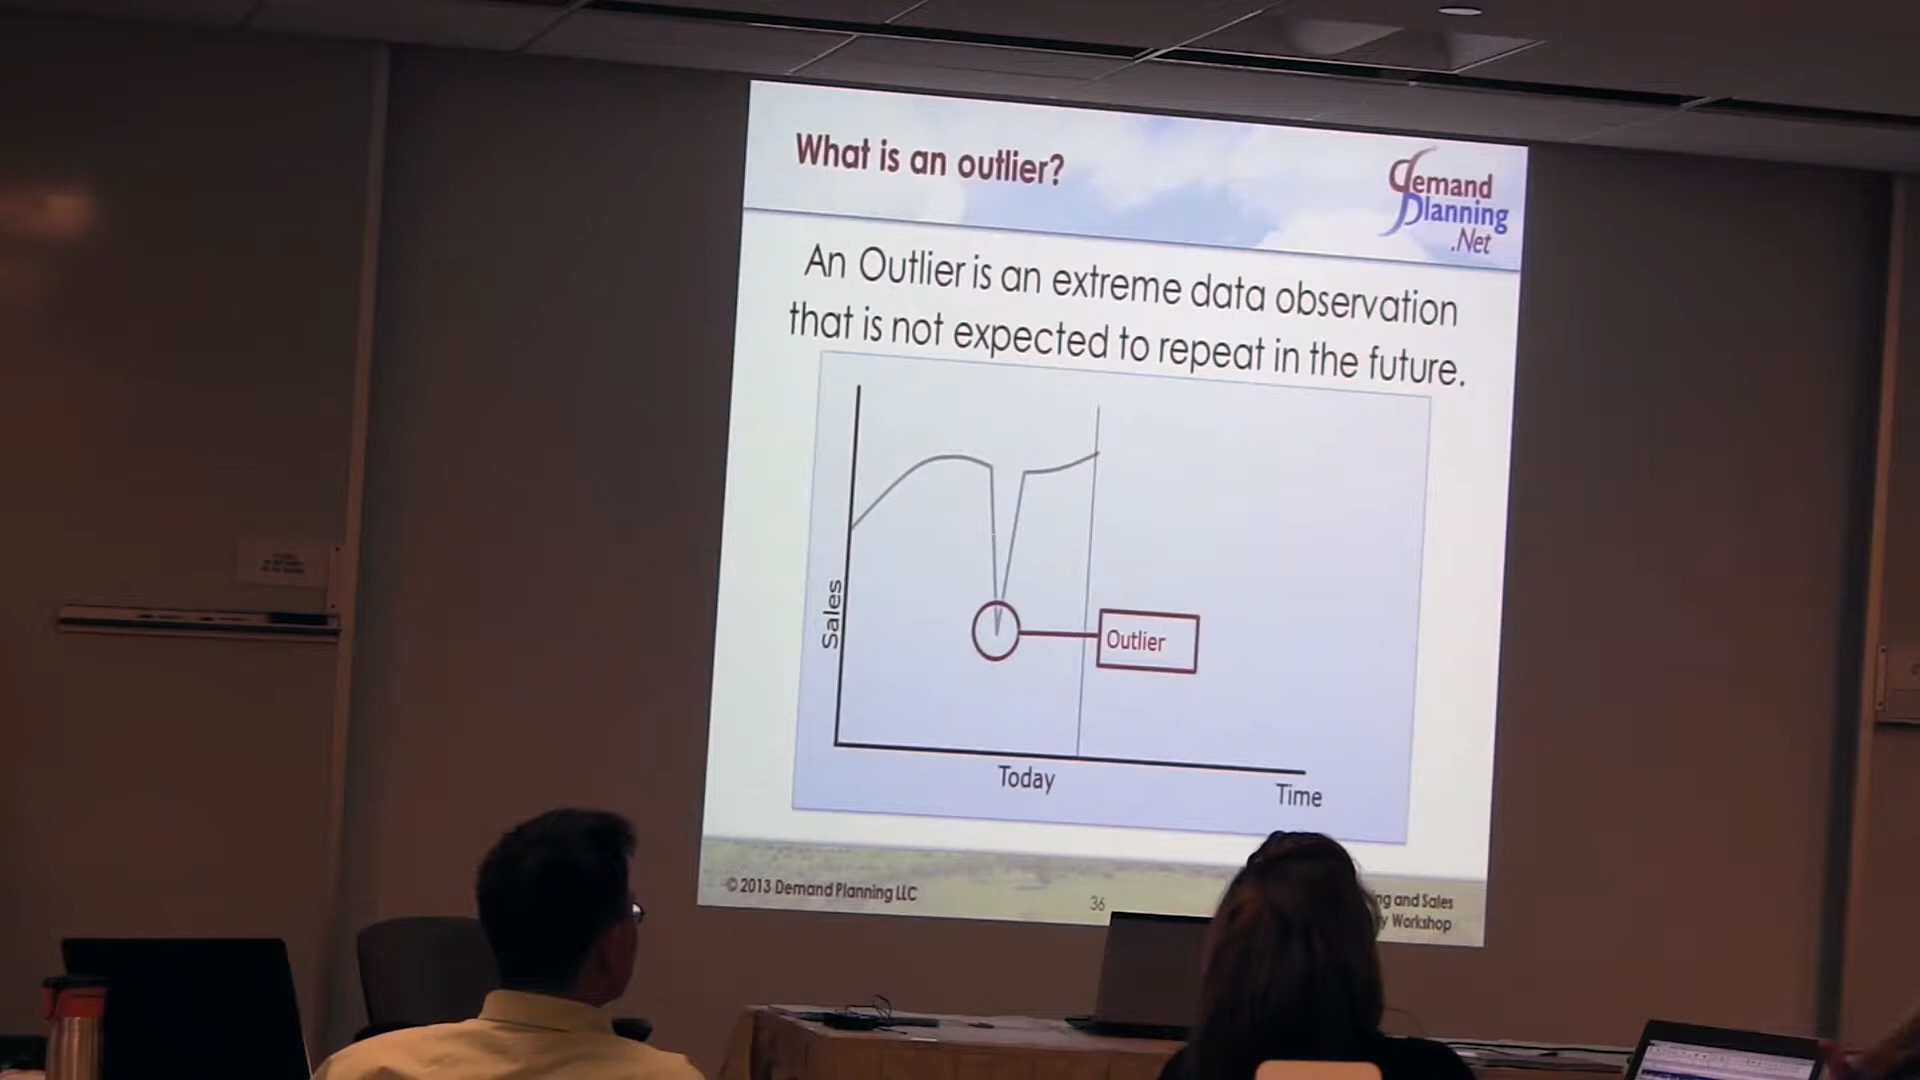 What is an outlier?
Demand
Planning
.Net
An Outlier is an extreme data observation
that is not expected to repeat in the future.
Sales
Outlier
Today
Time
© 2013 Demand Planning LLC
36
and Sales
Workshop